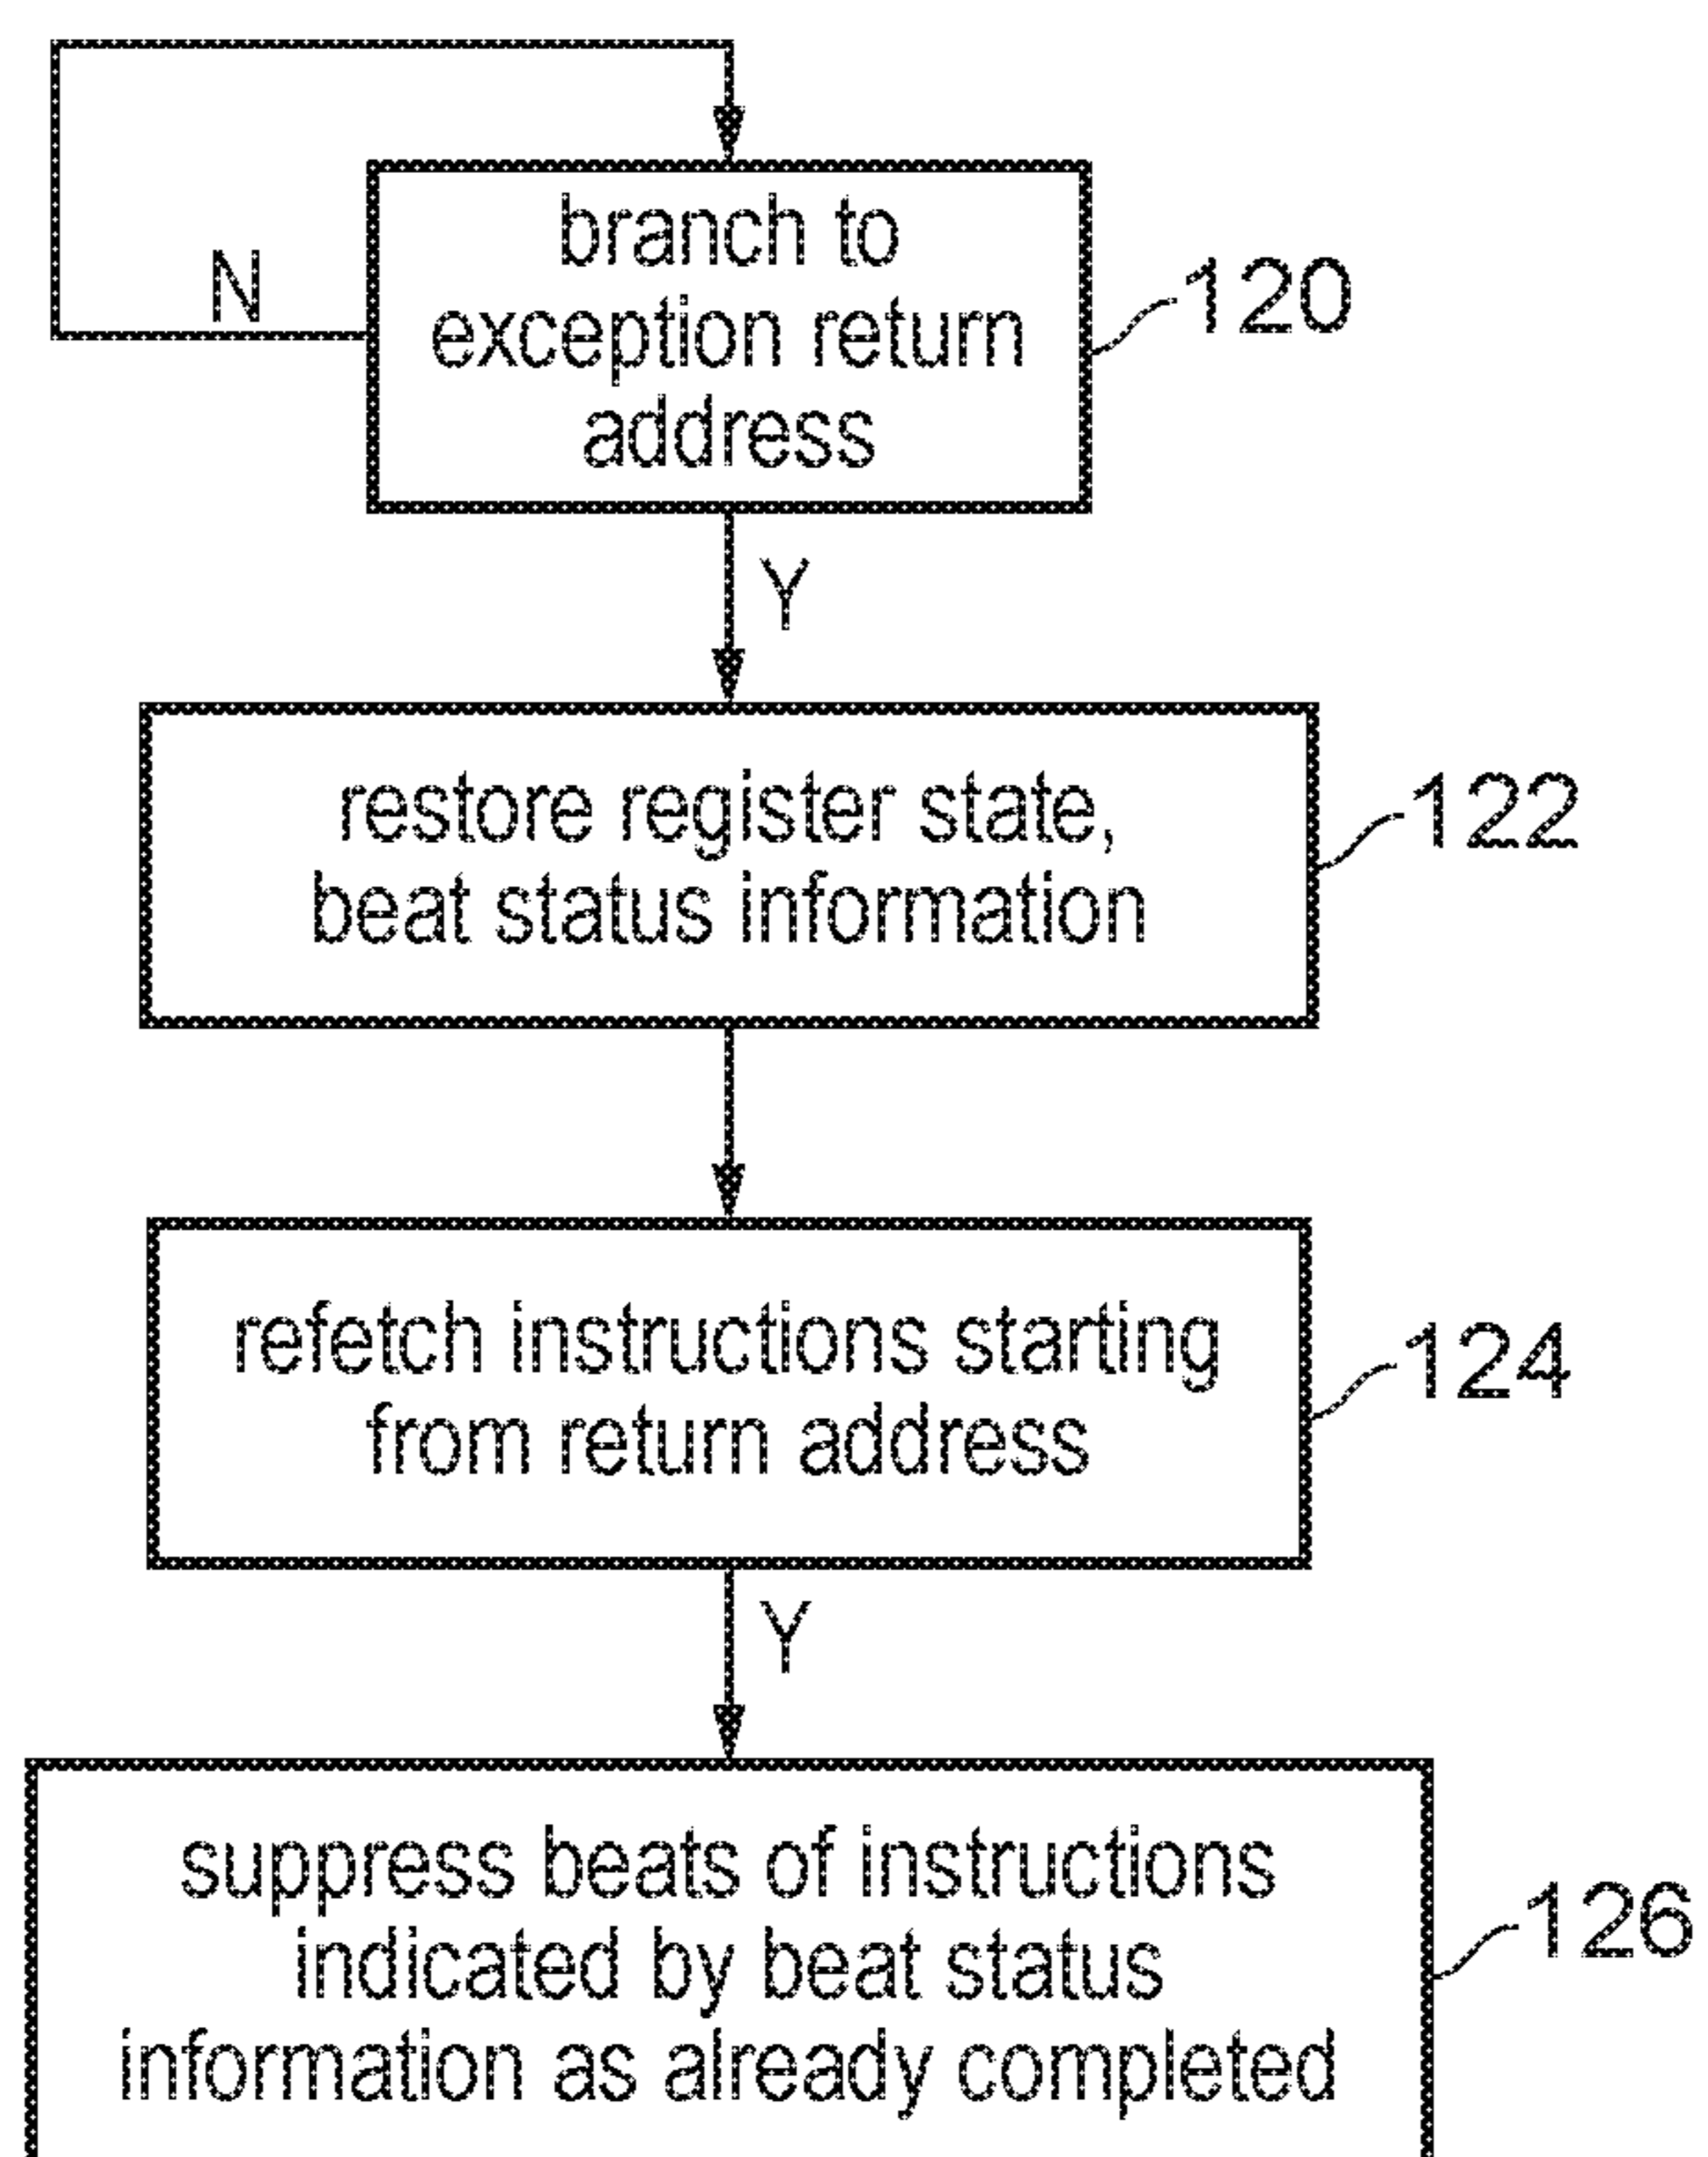 branch to
exception return
address
120
N
Y
restore register state,
beat status information
122
refetch instructions starting
from return address
124
Y
suppress beats of instructions
indicated by beat status
information as already completed
126